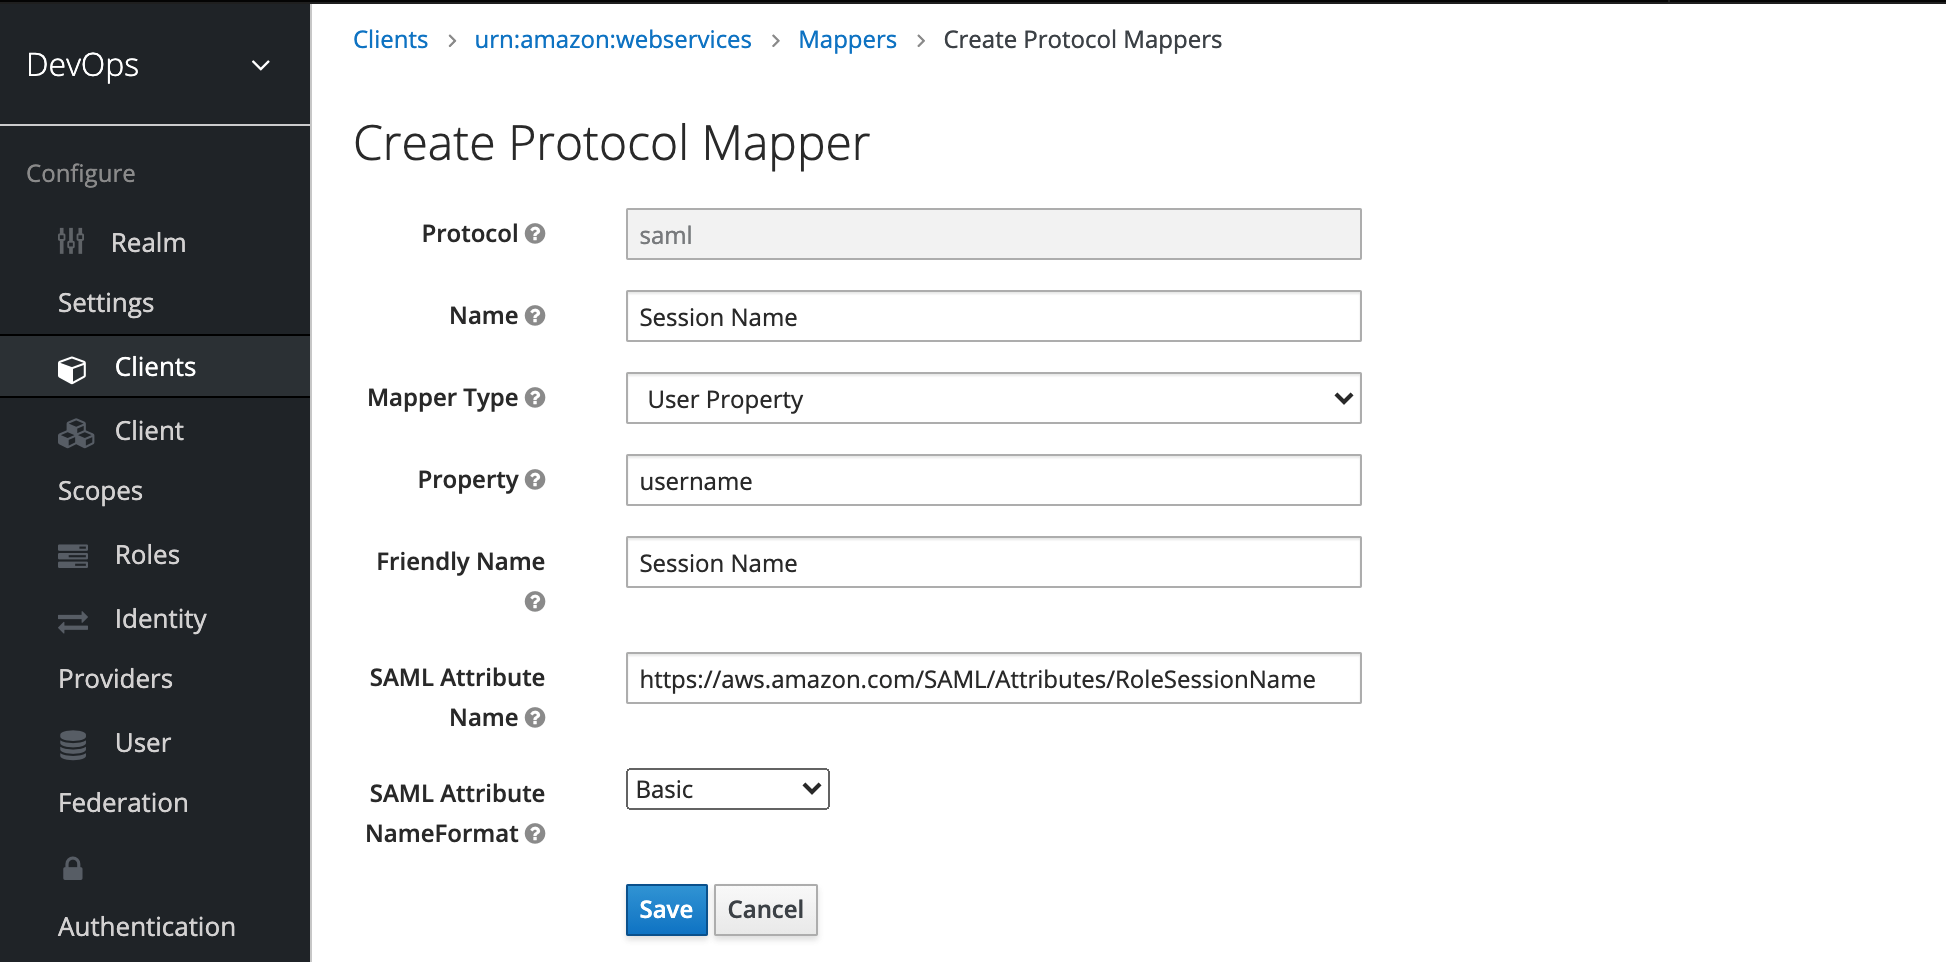 DevOps
Configure
Realm
Settings
Clients
Client
Scopes
Roles
Identity
Providers
User
Federation
Authentication
Clients > urn:amazon:webservices > Mappers > Create Protocol Mappers
Create Protocol Mapper
Protocol ? saml
Name ? Session Name
Mapper Type ? User Property
Property ? username
Friendly Name Session Name
?
SAML Attribute https://aws.amazon.com/SAML/Attributes/RoleSessionName
Name ?
SAML Attribute Basic
NameFormat ?
Save Cancel